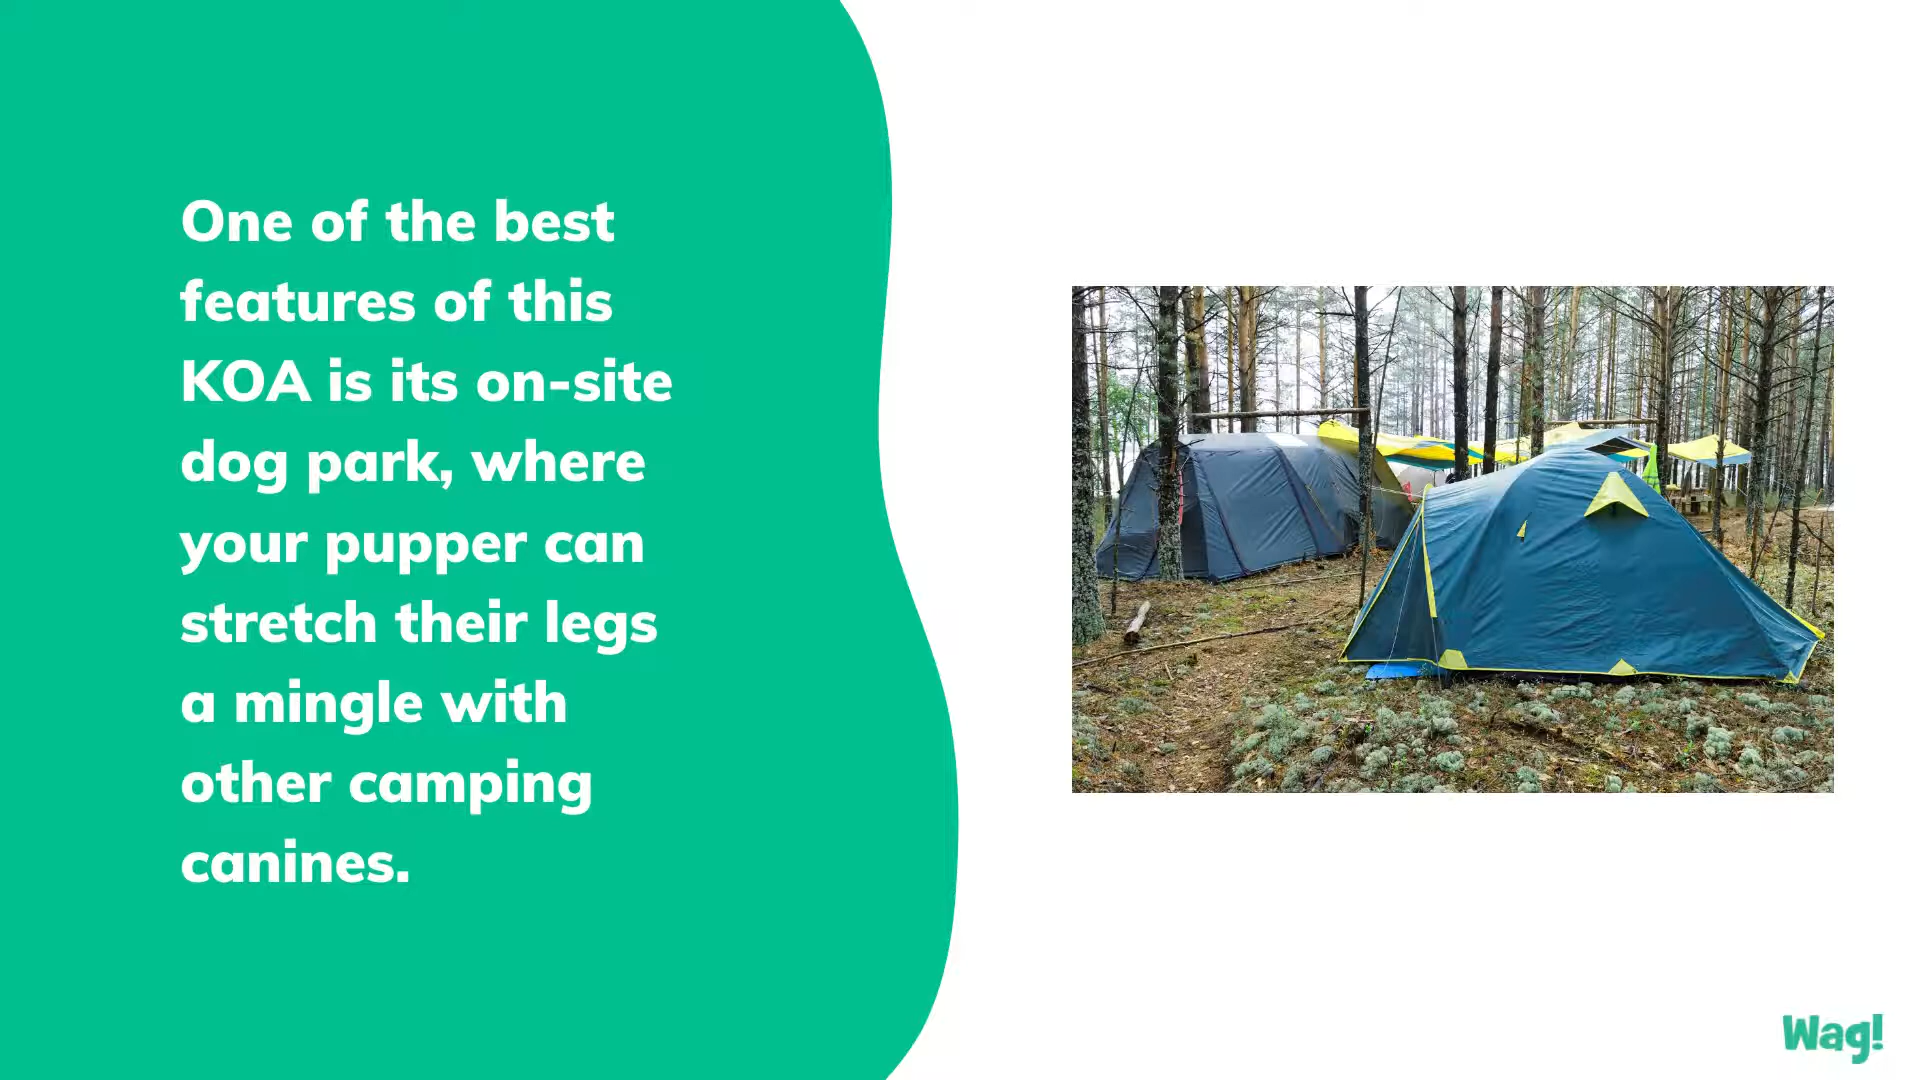 One of the best
features of this
KOA is its on-site
dog park, where
your pupper can
stretch their legs
a mingle with
other camping
canines.
Wag!